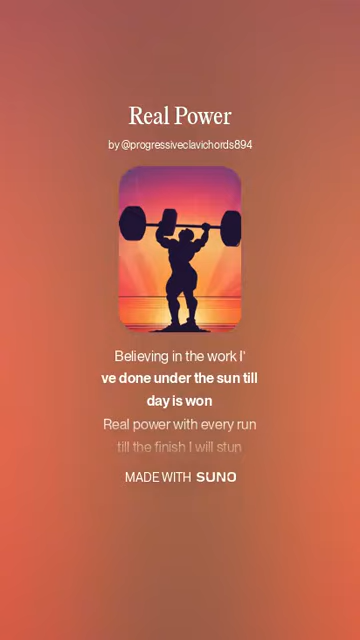 Real Power
by @progressiveclavichords894
Believing in the work I'
ve done under the sun till
day is won
Real power with every run
till the finish I will stun
MADE WITH SUNO